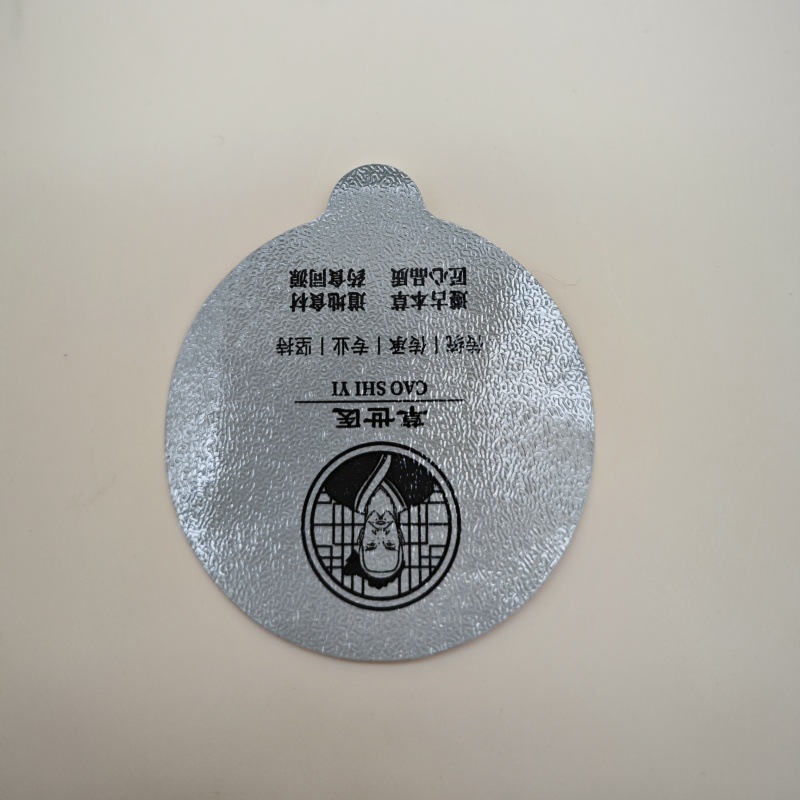 草世医
CAO SHI YI
传统|传承|专业|坚持
遵古本草 道地食材
匠心品质 药食同源